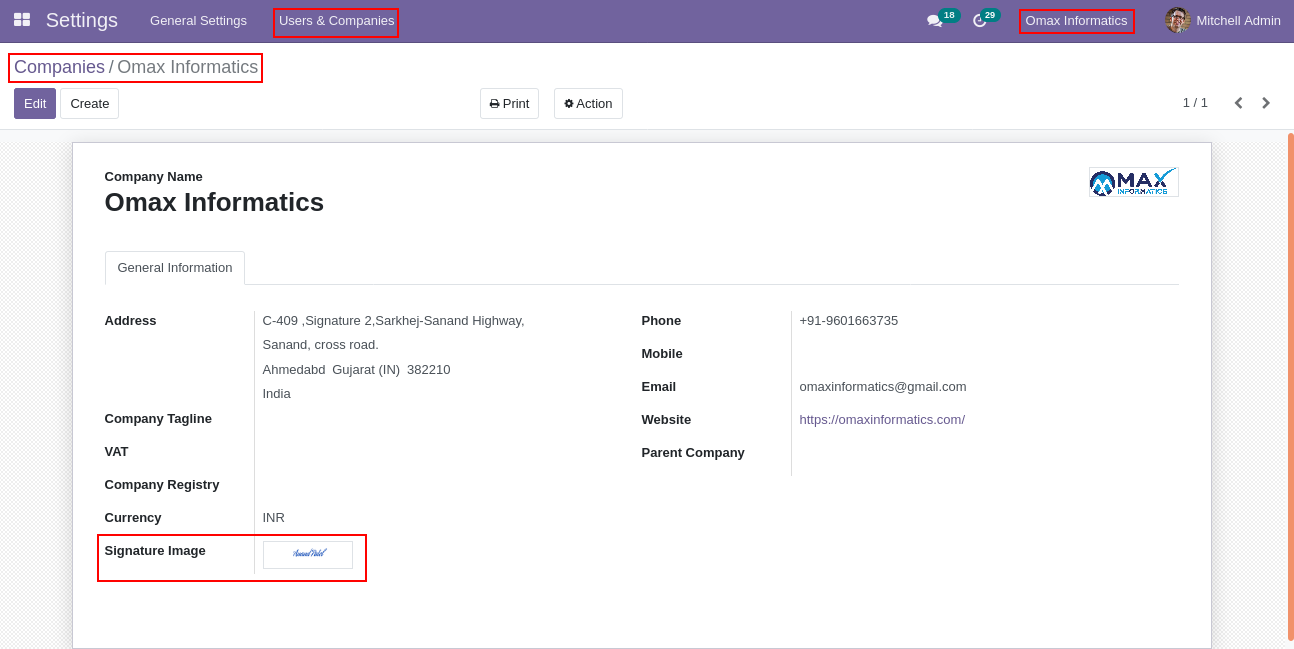 Settings General Settings Users & Companies 18 29 Omax Informatics Mitchell Admin
Companies / Omax Informatics
Edit Create Print Action 1 / 1
Company Name
Omax Informatics
OMAX
INFORMATICS
General Information
Address C-409 ,Signature 2,Sarkhej-Sanand Highway,
Sanand, cross road.
Ahmedabd Gujarat (IN) 382210
India
Company Tagline
VAT
Company Registry
Currency INR
Signature Image Anand Patel
Phone +91-9601663735
Mobile
Email omaxinformatics@gmail.com
Website https://omaxinformatics.com/
Parent Company